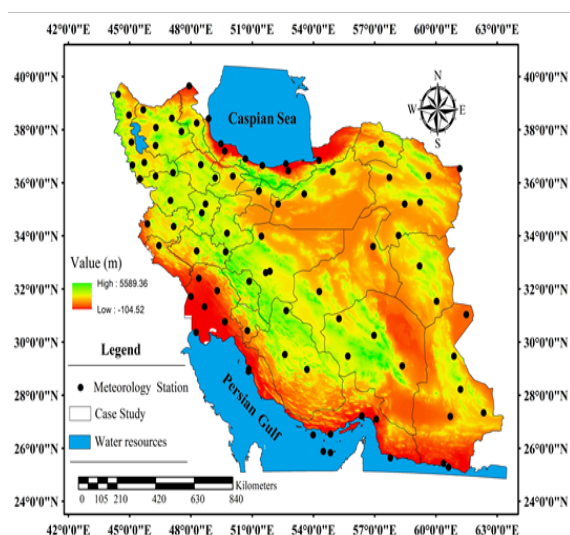 42°0'0"E 45°0'0"E 48°0'0"E 51°0'0"E 54°0'0"E 57°0'0"E 60°0'0"E 63°0'0"E
40°0'0"N
38°0'0"N
36°0'0"N
34°0'0"N
32°0'0"N
30°0'0"N
28°0'0"N
26°0'0"N
24°0'0"N
Caspian Sea
N
W E
S
Value (m)
High : 5589.36
Low : -104.52
Legend
Meteorology Station
Case Study
Water resources
Persian Gulf
Kilometers
0 105 210 420 630 840
40°0'0"N
38°0'0"N
36°0'0"N
34°0'0"N
32°0'0"N
30°0'0"N
28°0'0"N
26°0'0"N
24°0'0"N
42°0'0"E 45°0'0"E 48°0'0"E 51°0'0"E 54°0'0"E 57°0'0"E 60°0'0"E 63°0'0"E